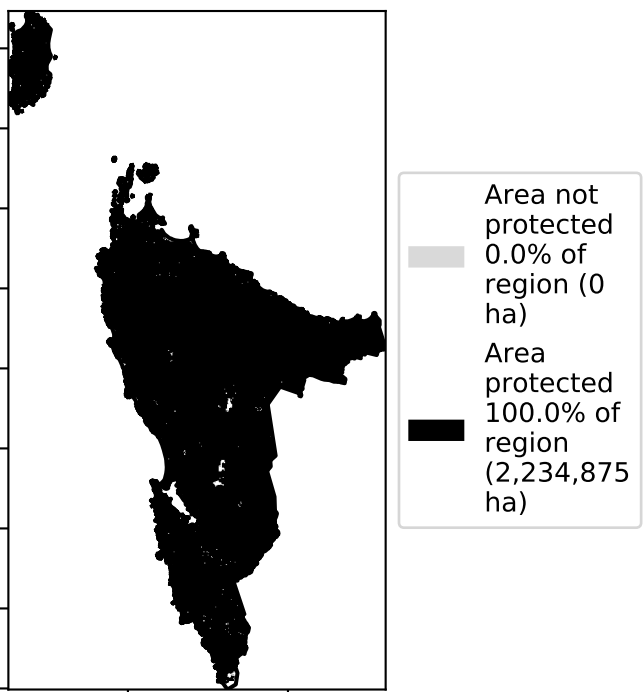 Area not
protected
0.0% of
region (0
ha)
Area
protected
100.0% of
region
(2,234,875
ha)